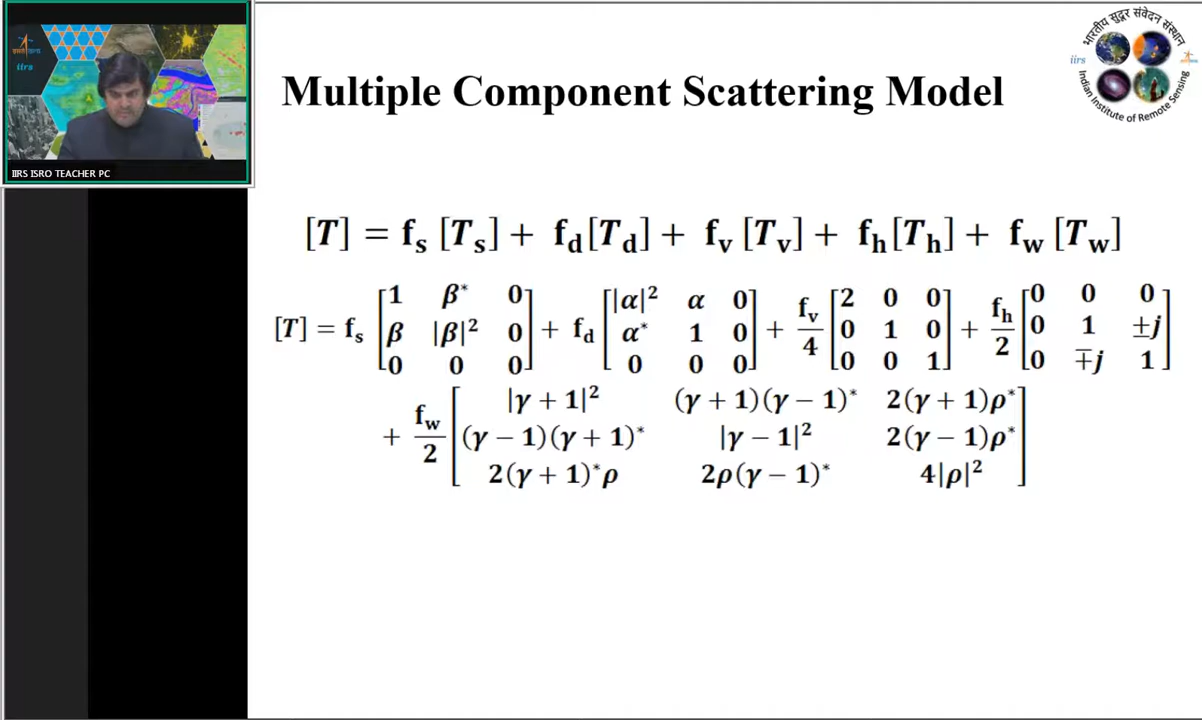 इसरो isro
iirs
IIRS ISRO TEACHER PC
Multiple Component Scattering Model
भारतीय सुदूर संवेदन संस्थान
iirs
Indian Institute of Remote Sensing
[T] = f_s [T_s] + f_d[T_d] + f_v [T_v] + f_h[T_h] + f_w [T_w]
[T] = f_s [1 β* 0; β |β|² 0; 0 0 0] + f_d [|α|² α 0; α* 1 0; 0 0 0] + f_v/4 [2 0 0; 0 1 0; 0 0 1] + f_h/2 [0 0 0; 0 1 ±j; 0 ∓j 1]
+ f_w/2 [|γ + 1|² (γ + 1)(γ − 1)* 2(γ + 1)ρ*; (γ − 1)(γ + 1)* |γ − 1|² 2(γ − 1)ρ*; 2(γ + 1)*ρ 2ρ(γ − 1)* 4|ρ|²]